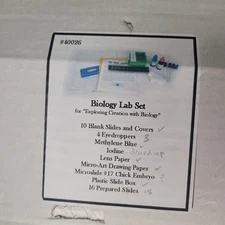 #40026
Biology Lab Set
for "Exploring Creation with Biology"
10 Blank Slides and Covers ✓
4 Eyedroppers 3
Methylene Blue ✓
Iodine
Lens Paper ✓
Micro-Art Drawing Paper ✓
Microslide #17 Chick Embryo ?
Plastic Slide Box ✓
16 Prepared Slides